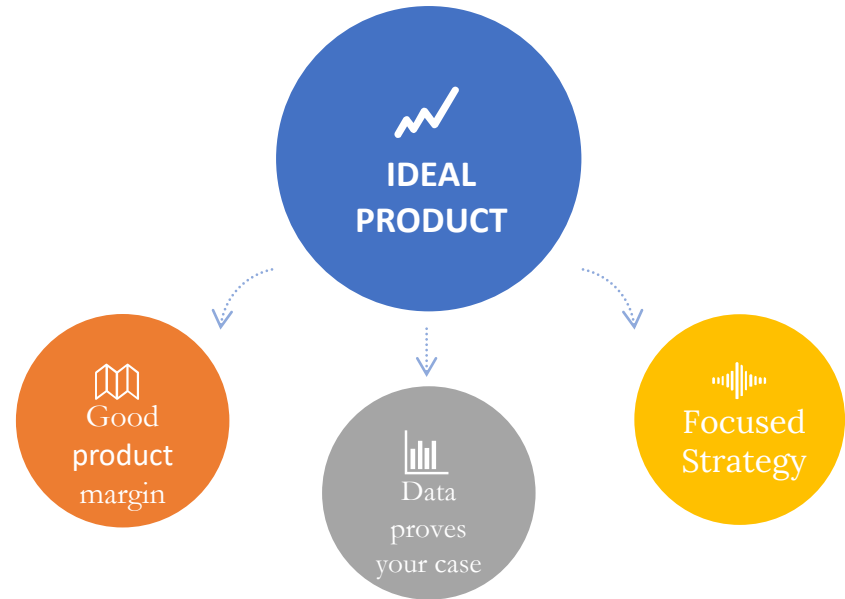 IDEAL
PRODUCT
Good
product
margin
Data
proves
your case
Focused
Strategy